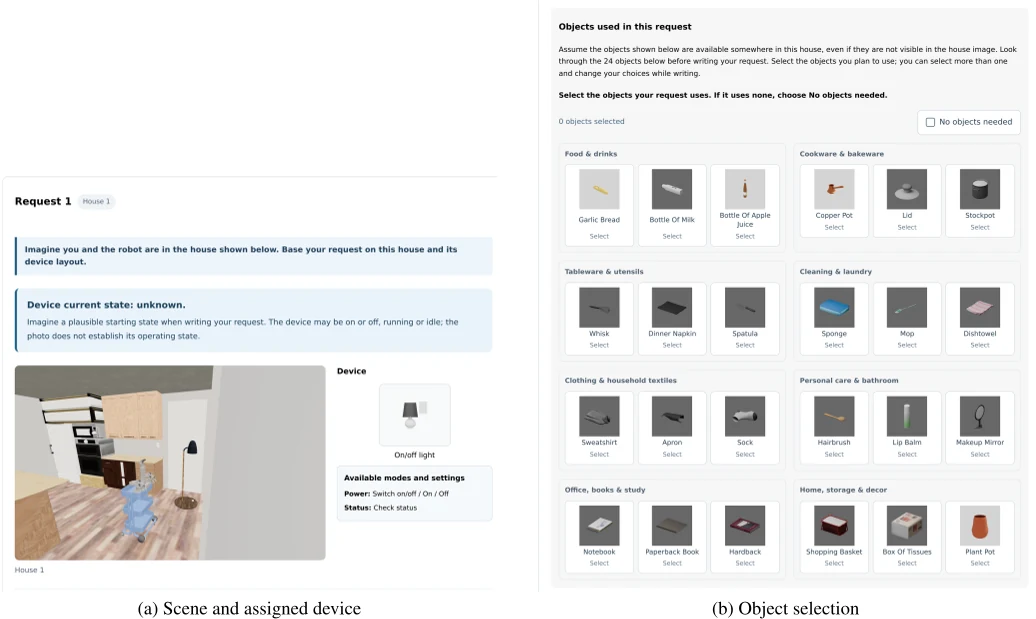 Request 1 House 1
Imagine you and the robot are in the house shown below. Base your request on this house and its
device layout.
Device current state: unknown.
Imagine a plausible starting state when writing your request. The device may be on or off, running or idle; the
photo does not establish its operating state.
Device
On/off light
Available modes and settings
Power: Switch on/off / On / Off
Status: Check status
House 1
(a) Scene and assigned device
Objects used in this request
Assume the objects shown below are available somewhere in this house, even if they are not visible in the house image. Look
through the 24 objects below before writing your request. Select the objects you plan to use; you can select more than one
and change your choices while writing.
Select the objects your request uses. If it uses none, choose No objects needed.
0 objects selected
No objects needed
Food & drinks
Garlic Bread
Select
Bottle Of Milk
Select
Bottle Of Apple
Juice
Select
Cookware & bakeware
Copper Pot
Select
Lid
Select
Stockpot
Select
Tableware & utensils
Whisk
Select
Dinner Napkin
Select
Spatula
Select
Cleaning & laundry
Sponge
Select
Mop
Select
Dishtowel
Select
Clothing & household textiles
Sweatshirt
Select
Apron
Select
Sock
Select
Personal care & bathroom
Hairbrush
Select
Lip Balm
Select
Makeup Mirror
Select
Office, books & study
Notebook
Select
Paperback Book
Select
Hardback
Select
Home, storage & decor
Shopping Basket
Select
Box Of Tissues
Select
Plant Pot
Select
(b) Object selection